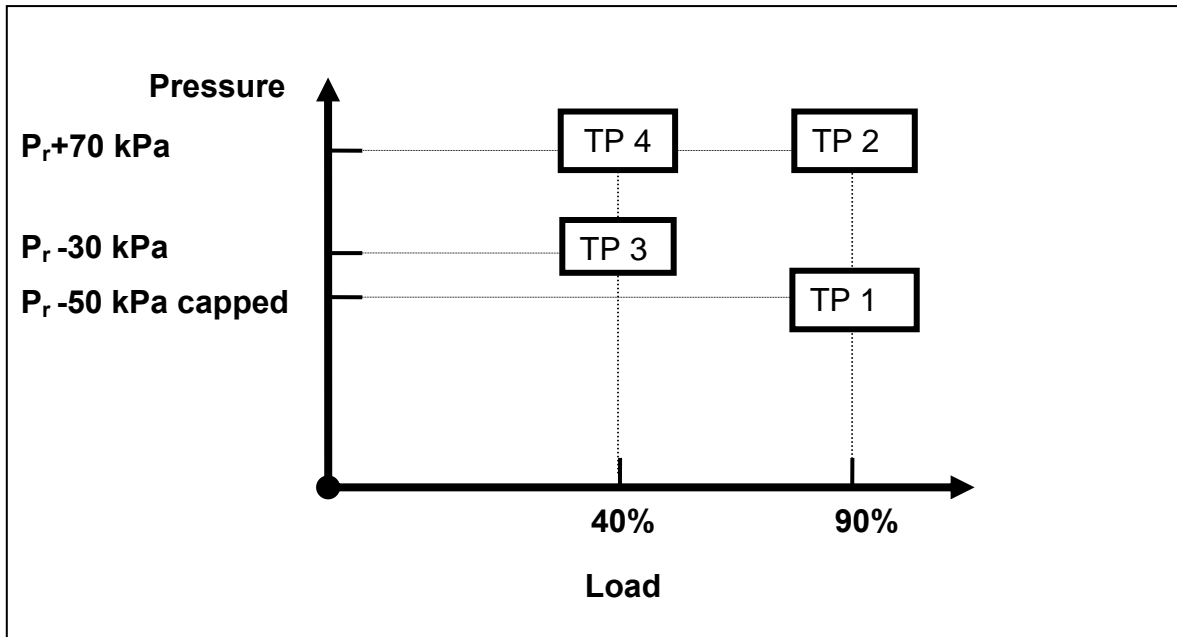 Pressure
Pr+70 kPa
TP 4
TP 2
Pr -30 kPa
TP 3
Pr -50 kPa capped
TP 1
40%
90%
Load